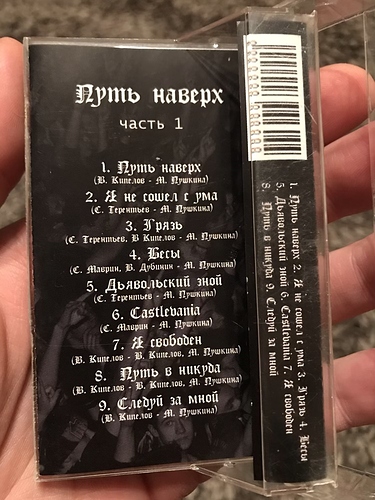 Путь наверх
часть 1
1. Путь наверх
(В. Кипелов - М. Пушкина)
2. Я не сошел с ума
(С. Терентьев - М. Пушкина)
3. Грязь
(С. Терентьев, В Кипелов - М. Пушкина)
4. Бесы
(С. Маврин, В. Дубинин - М. Пушкина)
5. Дьявольский зной
(С. Терентьев - М. Пушкина)
6. Castlevania
(С. Маврин - М. Пушкина)
7. Я свободен
(В. Кипелов - В. Кипелов, М. Пушкина)
8. Путь в никуда
(В. Кипелов - В. Кипелов, М. Пушкина)
9. Следуй за мной
(В. Кипелов - М. Пушкина)
1. Путь наверх 2. Я не сошел с ума 3. Грязь 4. Бесы
5. Дьявольский зной 6. Castlevania 7. Я свободен
8. Путь в никуда 9. Следуй за мной